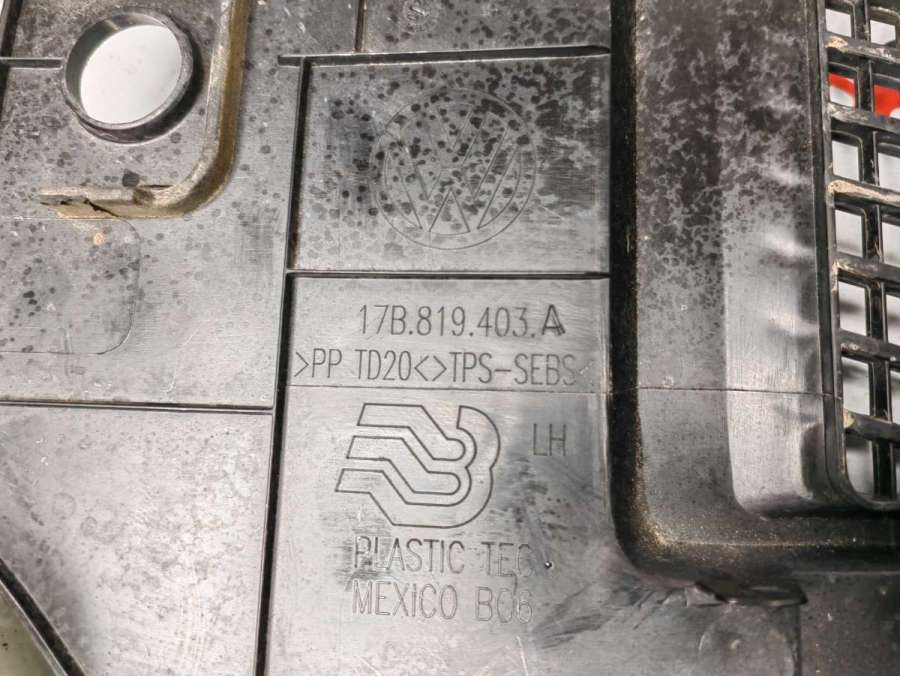 17B.819.403.A
>PP TD20<>TPS-SEBS
LH
PLASTIC TEC
MEXICO B06